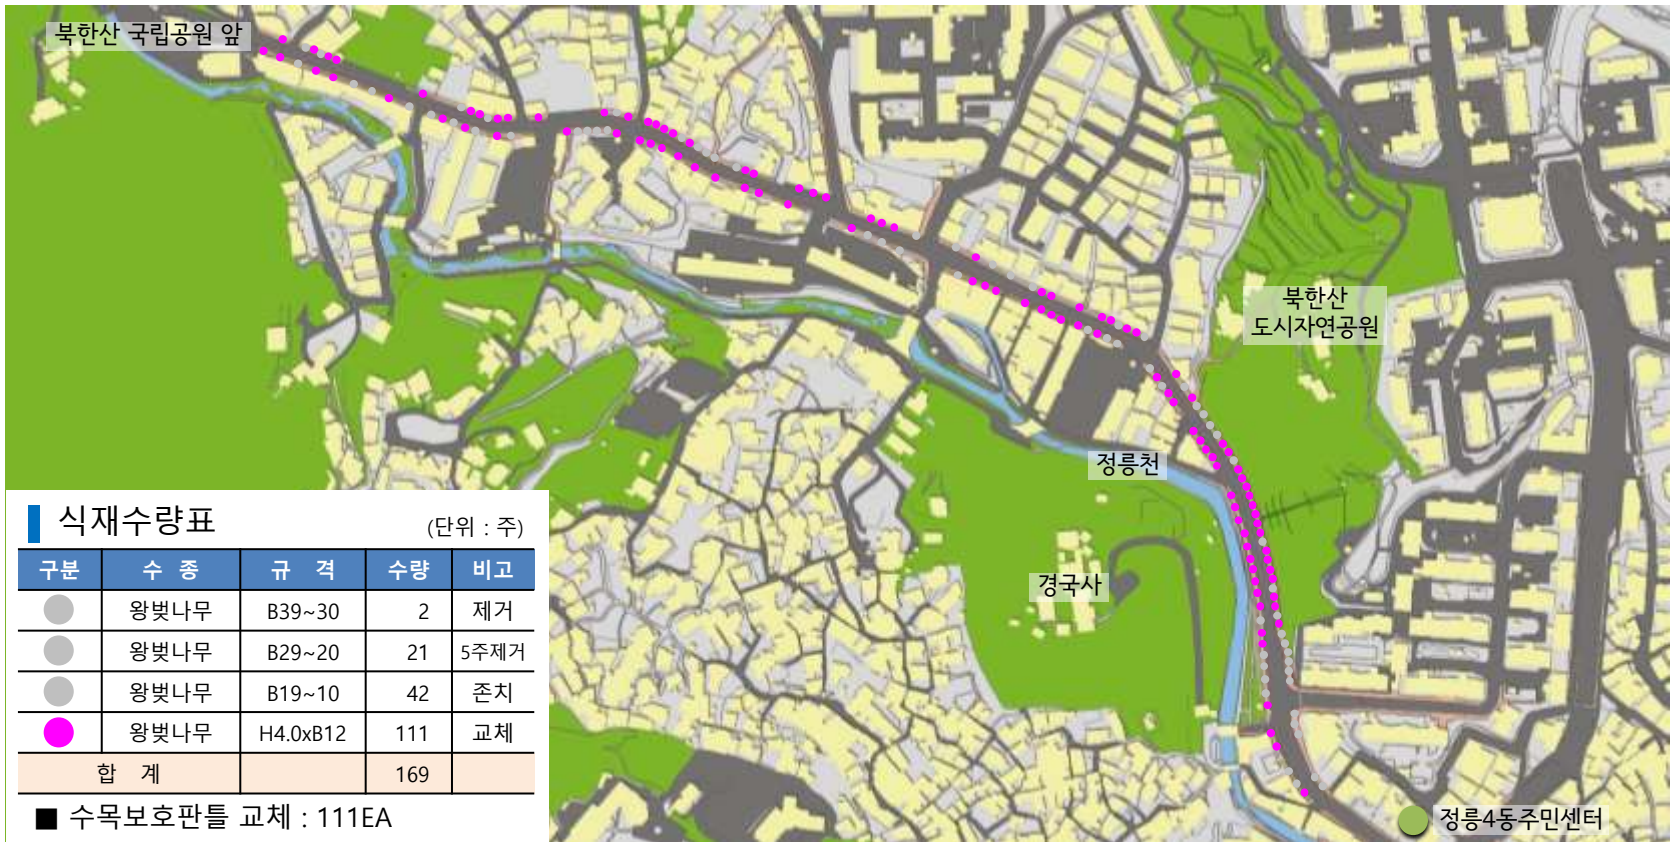 북한산 국립공원 앞
북한산
도시자연공원
정릉천
경국사
정릉4동주민센터
식재수량표
(단위 : 주)
구분 수 종 규 격 수량 비고
왕벚나무 B39~30 2 제거
왕벚나무 B29~20 21 5주제거
왕벚나무 B19~10 42 존치
왕벚나무 H4.0xB12 111 교체
합 계 169
■ 수목보호판틀 교체 : 111EA